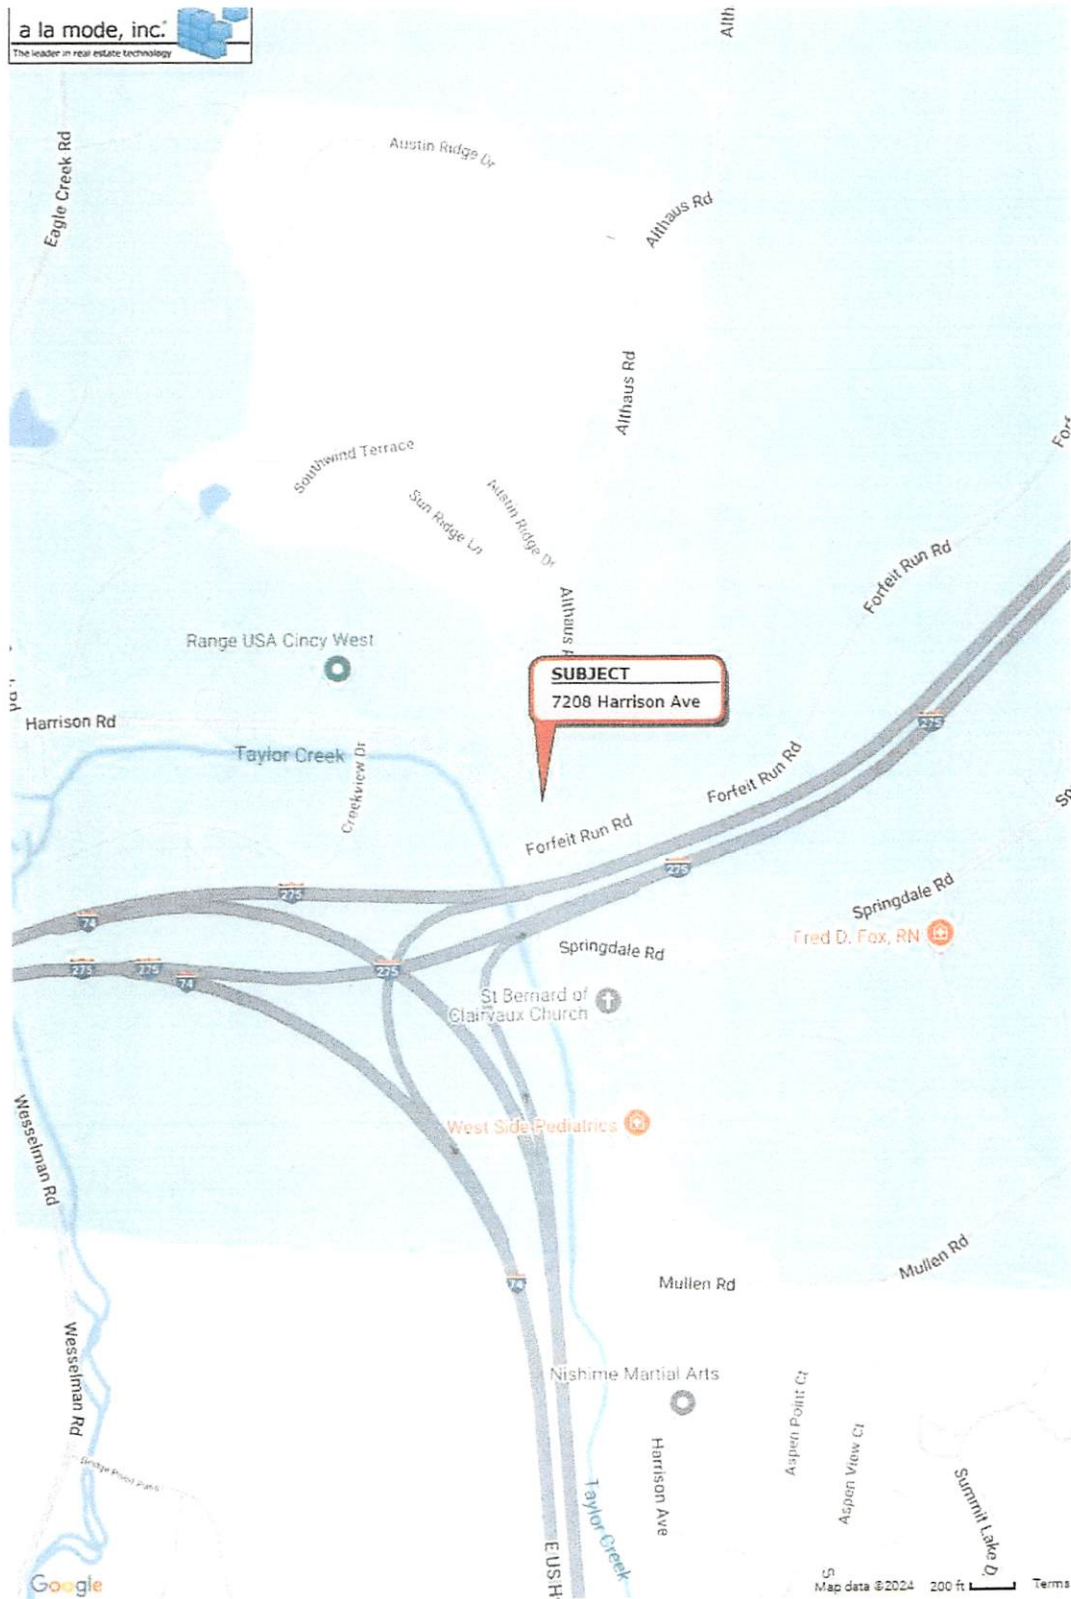 a la mode, inc.
The leader in real estate technology
Alth
Eagle Creek Rd
Austin Ridge Dr
Althaus Rd
Althaus Rd
Forf
Southwind Terrace
Sun Ridge Ln
Austin Ridge Dr
Forfeit Run Rd
Althaus R
Range USA Cincy West
SUBJECT
7208 Harrison Ave
Harrison Rd
275
Taylor Creek
Creekview Dr
Forfeit Run Rd
Forfeit Run Rd
275
275
74
Springdale Rd
Fred D. Fox, RN
Springdale Rd
275
275
74
275
St Bernard of
Clairvaux Church
West Side Pediatrics
Wesselman Rd
Mullen Rd
Mullen Rd
74
Wesselman Rd
Nishime Martial Arts
Aspen Point Ct
Aspen View Ct
Harrison Ave
Bridge Point Pass
Summit Lake D
Taylor Creek
E US H
Google
Map data ©2024
200 ft
Terms